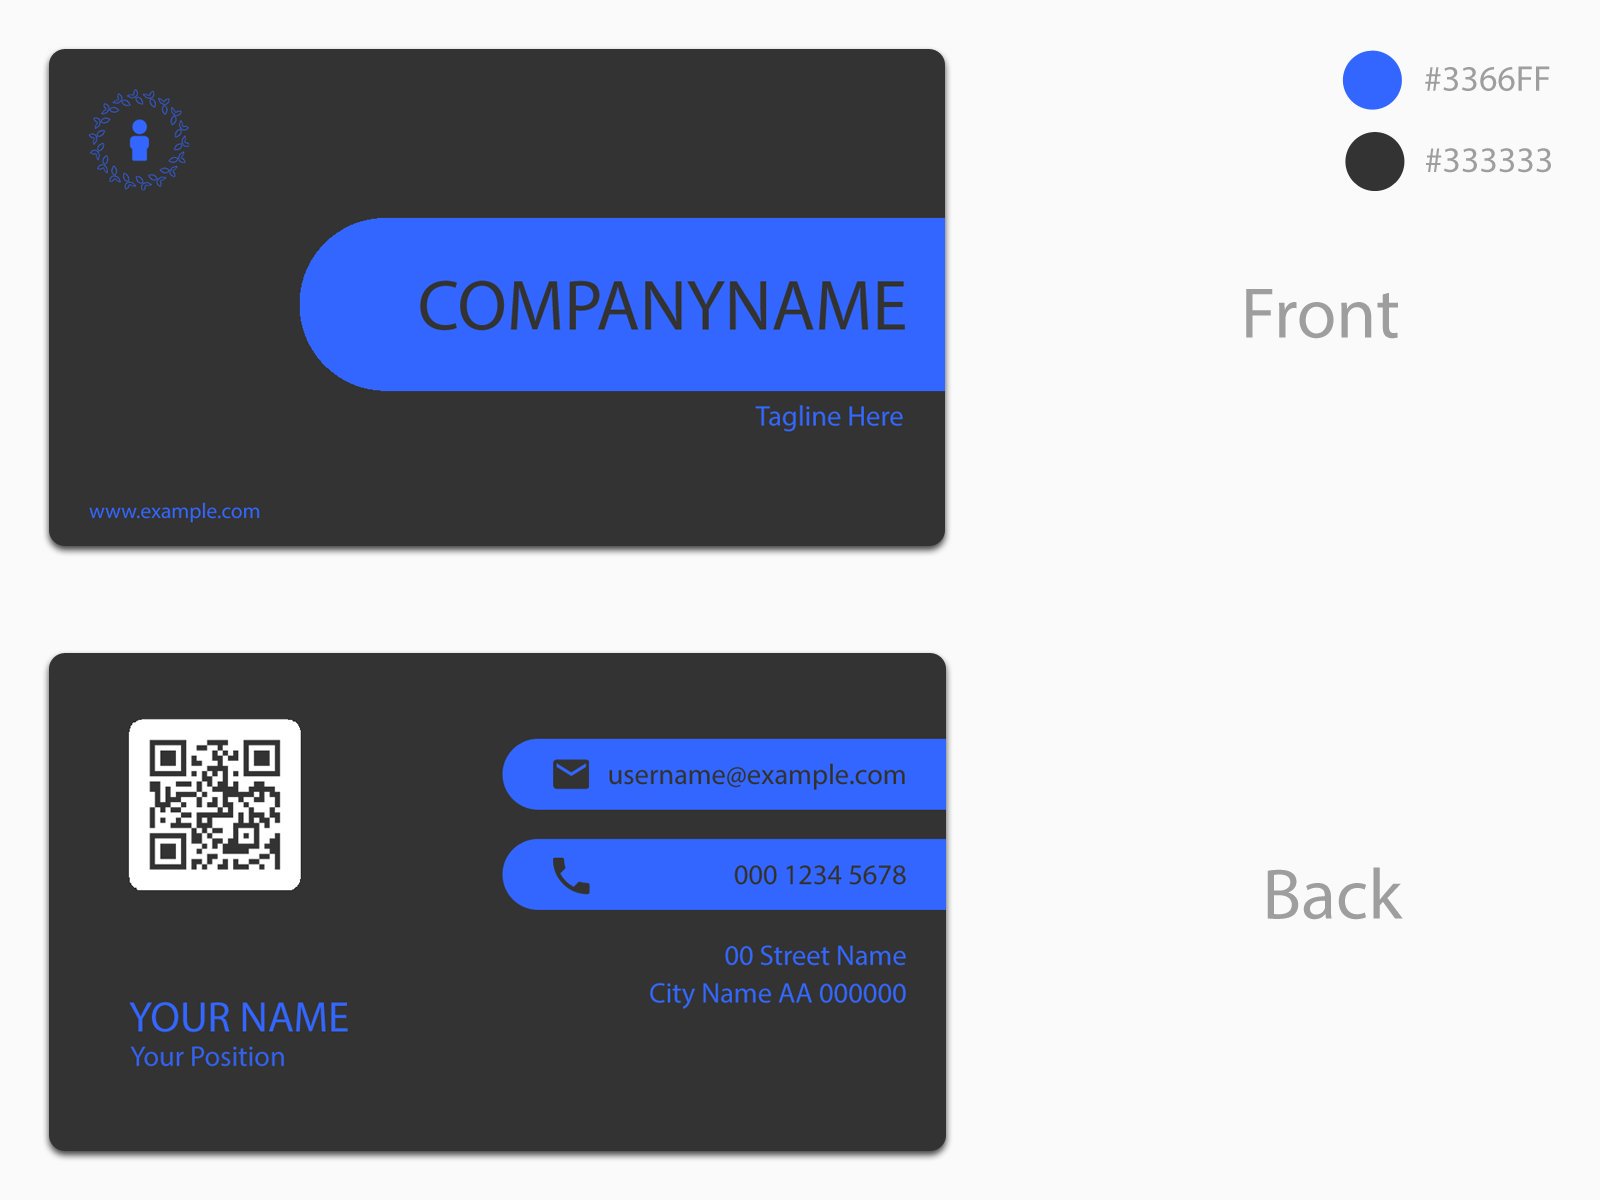 #3366FF
#333333
COMPANYNAME
Tagline Here
www.example.com
Front
username@example.com
000 1234 5678
00 Street Name
City Name AA 000000
YOUR NAME
Your Position
Back